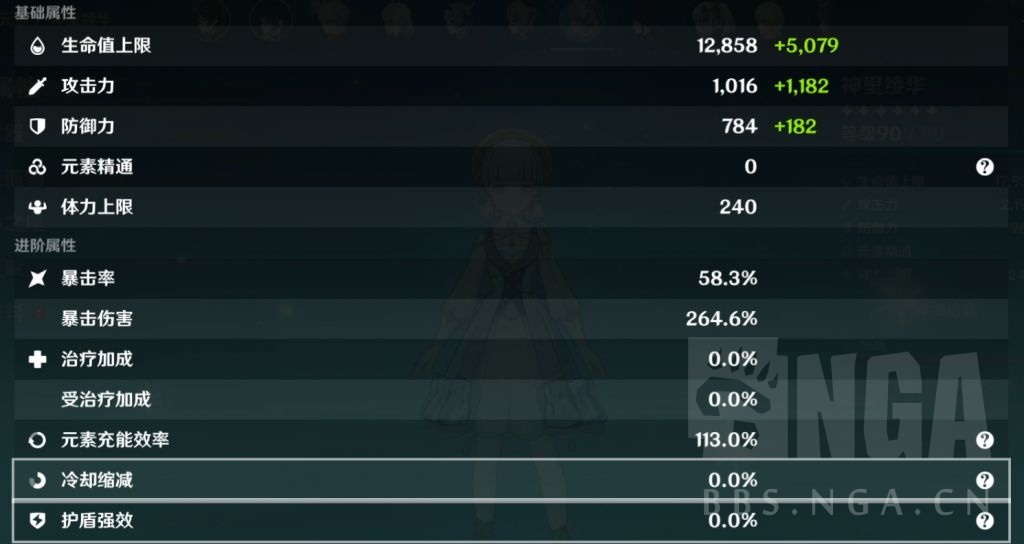 基础属性
生命值上限 12,858 +5,079
攻击力 1,016 +1,182
神里绫华
防御力 784 +182
等级90 / 90
元素精通 0
体力上限 240
进阶属性
暴击率 58.3%
暴击伤害 264.6%
治疗加成 0.0%
受治疗加成 0.0%
元素充能效率 113.0%
冷却缩减 0.0%
护盾强效 0.0%
NGA
BBS.NGA.CN